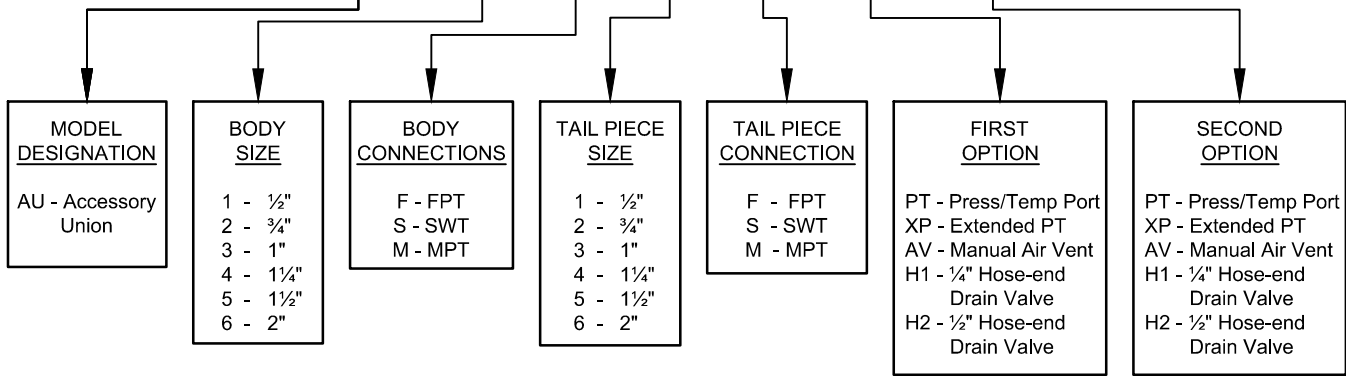 MODEL
DESIGNATION
AU - Accessory
Union
BODY
SIZE
1 - ½"
2 - ¾"
3 - 1"
4 - 1¼"
5 - 1½"
6 - 2"
BODY
CONNECTIONS
F - FPT
S - SWT
M - MPT
TAIL PIECE
SIZE
1 - ½"
2 - ¾"
3 - 1"
4 - 1¼"
5 - 1½"
6 - 2"
TAIL PIECE
CONNECTION
F - FPT
S - SWT
M - MPT
FIRST
OPTION
PT - Press/Temp Port
XP - Extended PT
AV - Manual Air Vent
H1 - ¼" Hose-end
Drain Valve
H2 - ½" Hose-end
Drain Valve
SECOND
OPTION
PT - Press/Temp Port
XP - Extended PT
AV - Manual Air Vent
H1 - ¼" Hose-end
Drain Valve
H2 - ½" Hose-end
Drain Valve